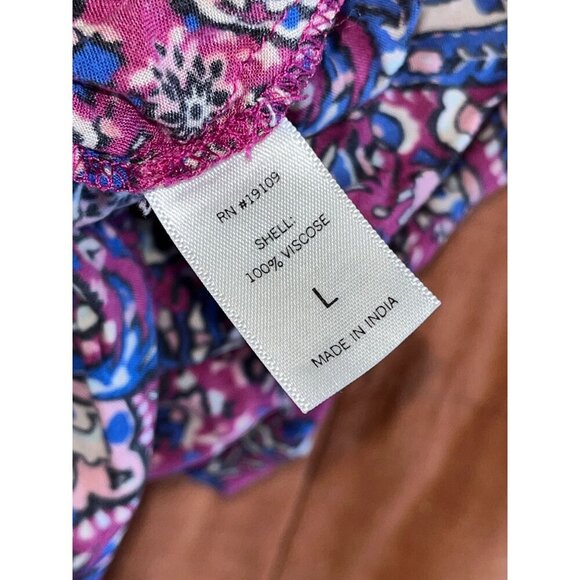 RN #19109
SHELL:
100% VISCOSE
L
MADE IN INDIA